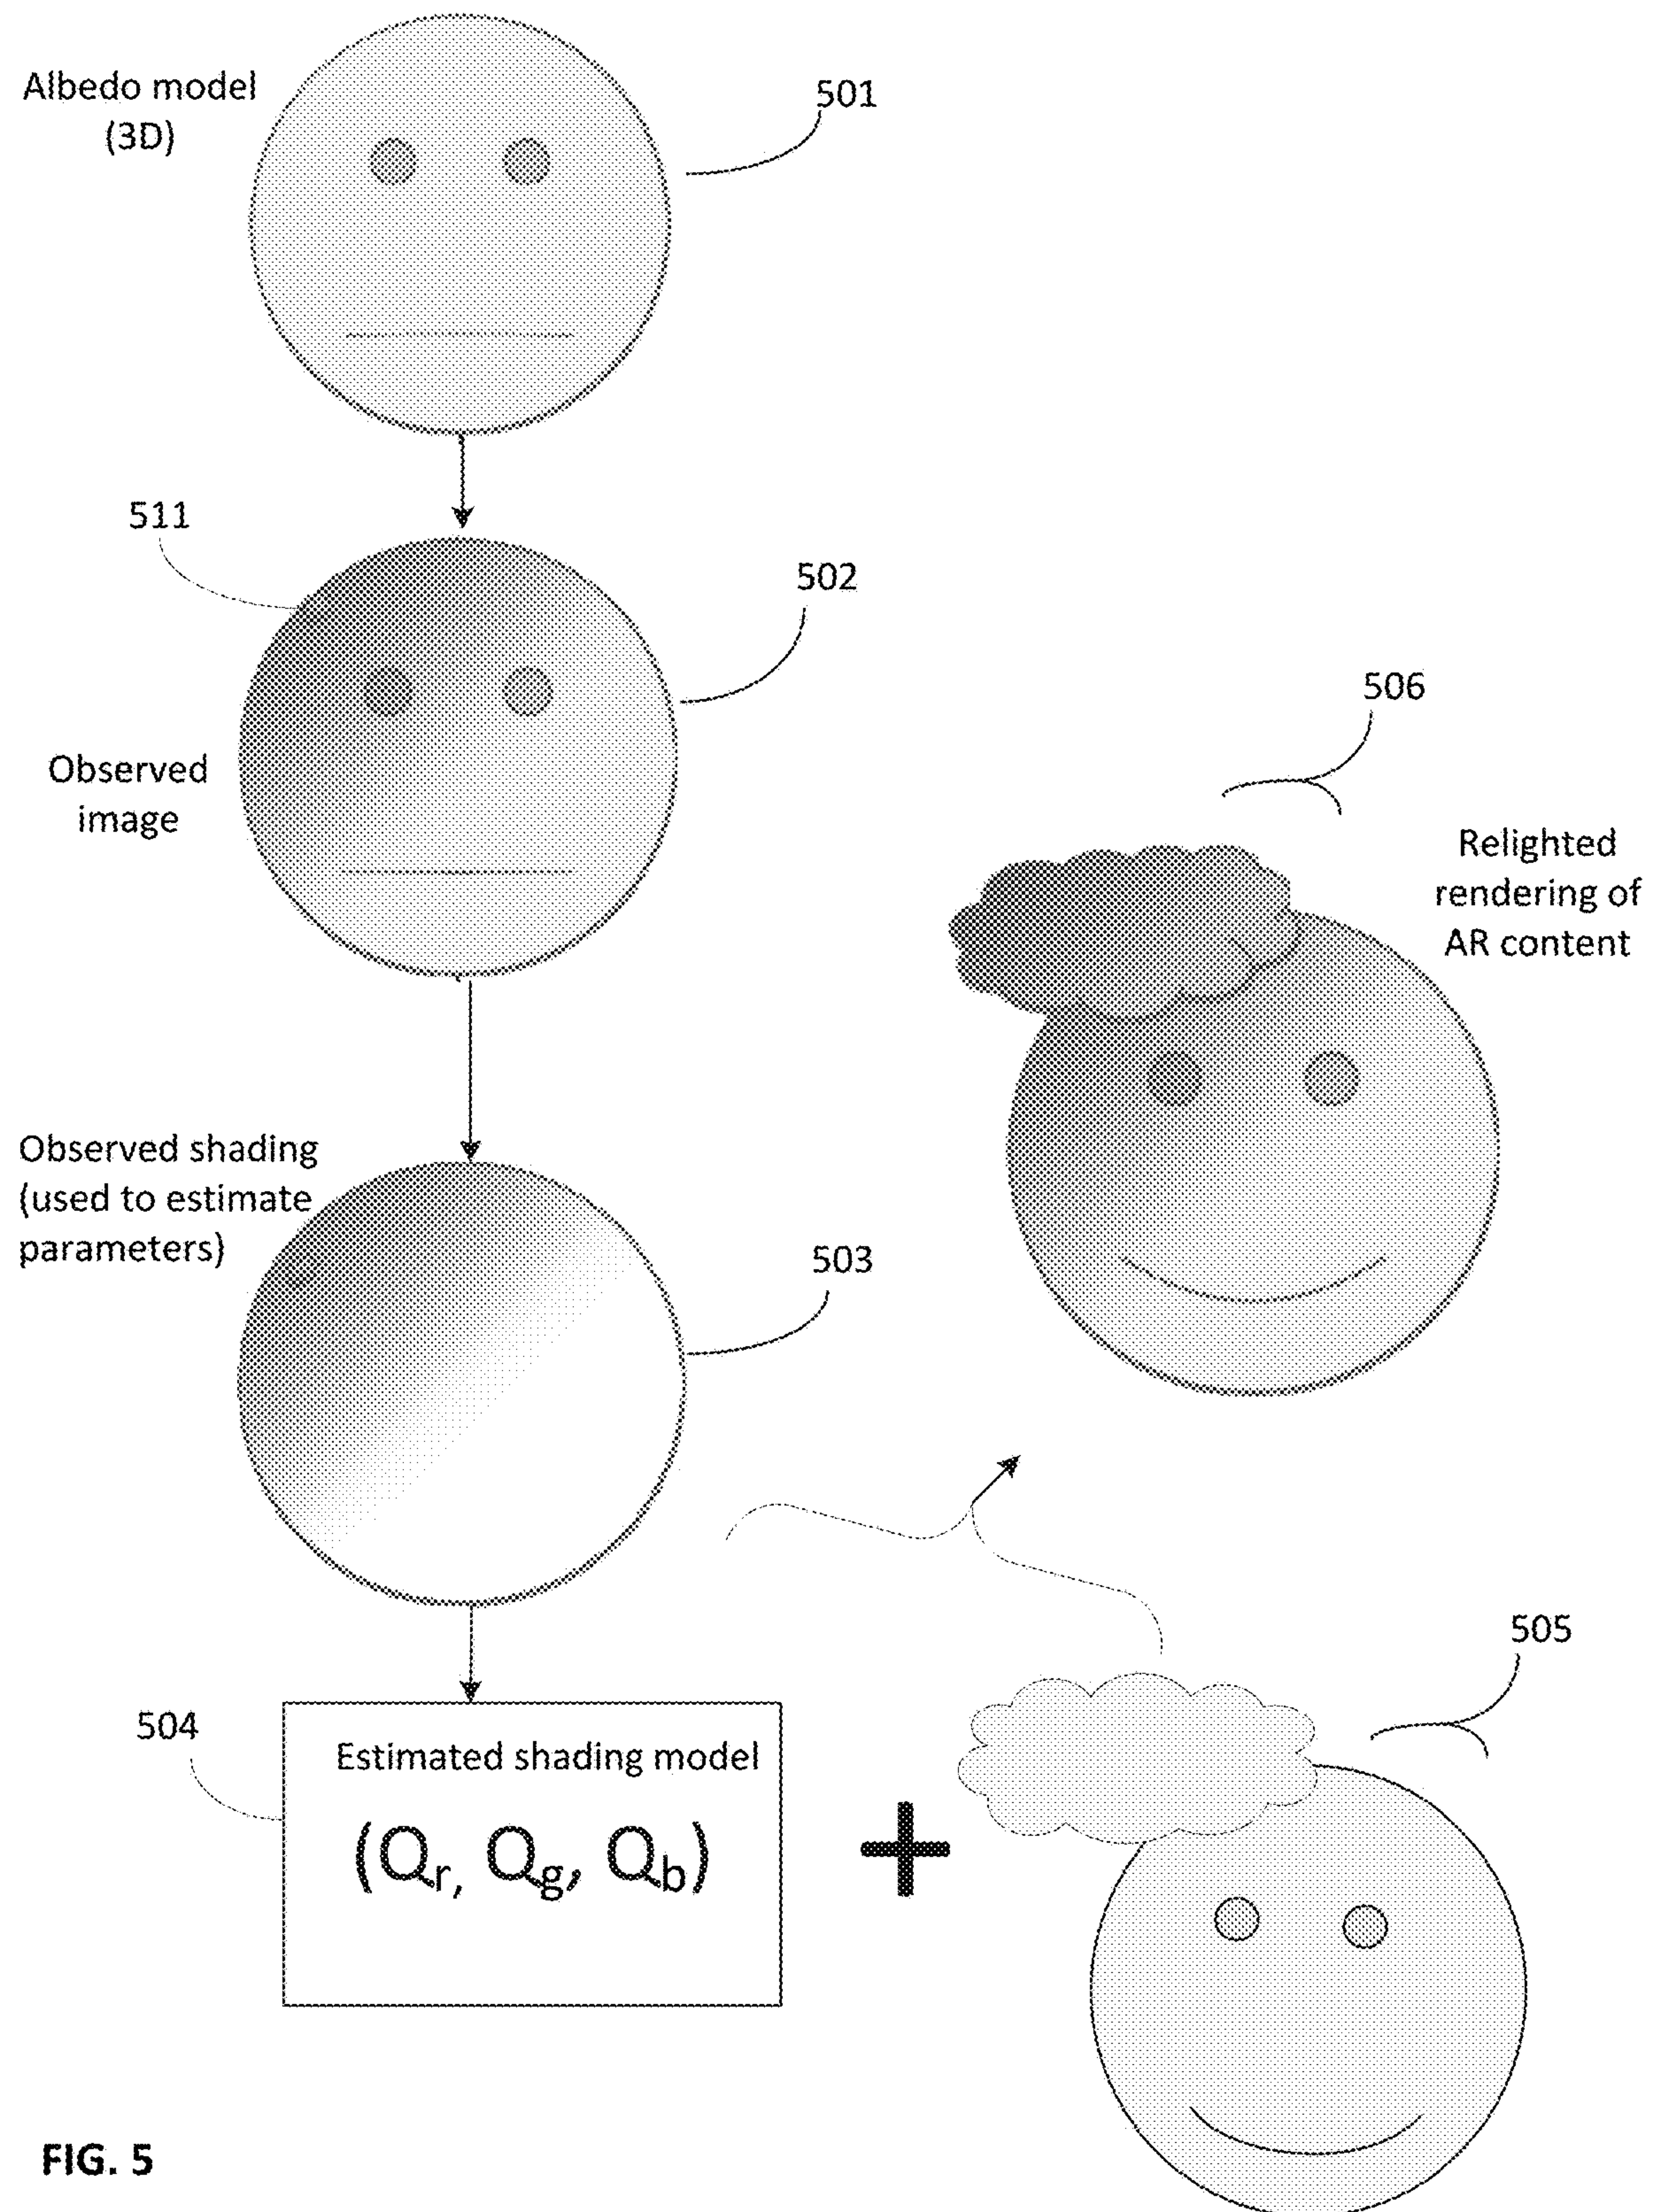 Albedo model
(3D)
501
511
502
Observed
image
506
Relighted
rendering of
AR content
Observed shading
(used to estimate
parameters)
503
505
504
Estimated shading model
(Qr, Qg, Qb)
+
FIG. 5